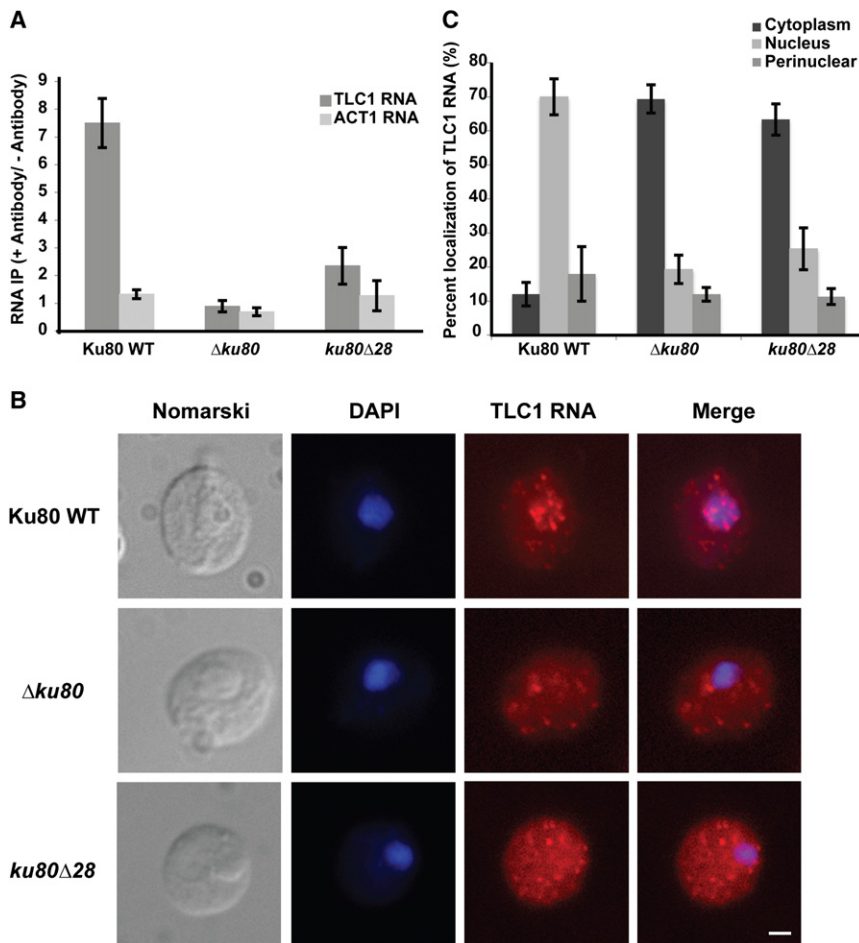 A
RNA IP (+ Antibody/ - Antibody)
9
8
7
6
5
4
3
2
1
0
TLC1 RNA
ACT1 RNA
Ku80 WT
Δku80
ku80Δ28
C
Percent localization of TLC1 RNA (%)
80
70
60
50
40
30
20
10
0
Cytoplasm
Nucleus
Perinuclear
Ku80 WT
Δku80
ku80Δ28
B
Nomarski
DAPI
TLC1 RNA
Merge
Ku80 WT
Δku80
ku80Δ28